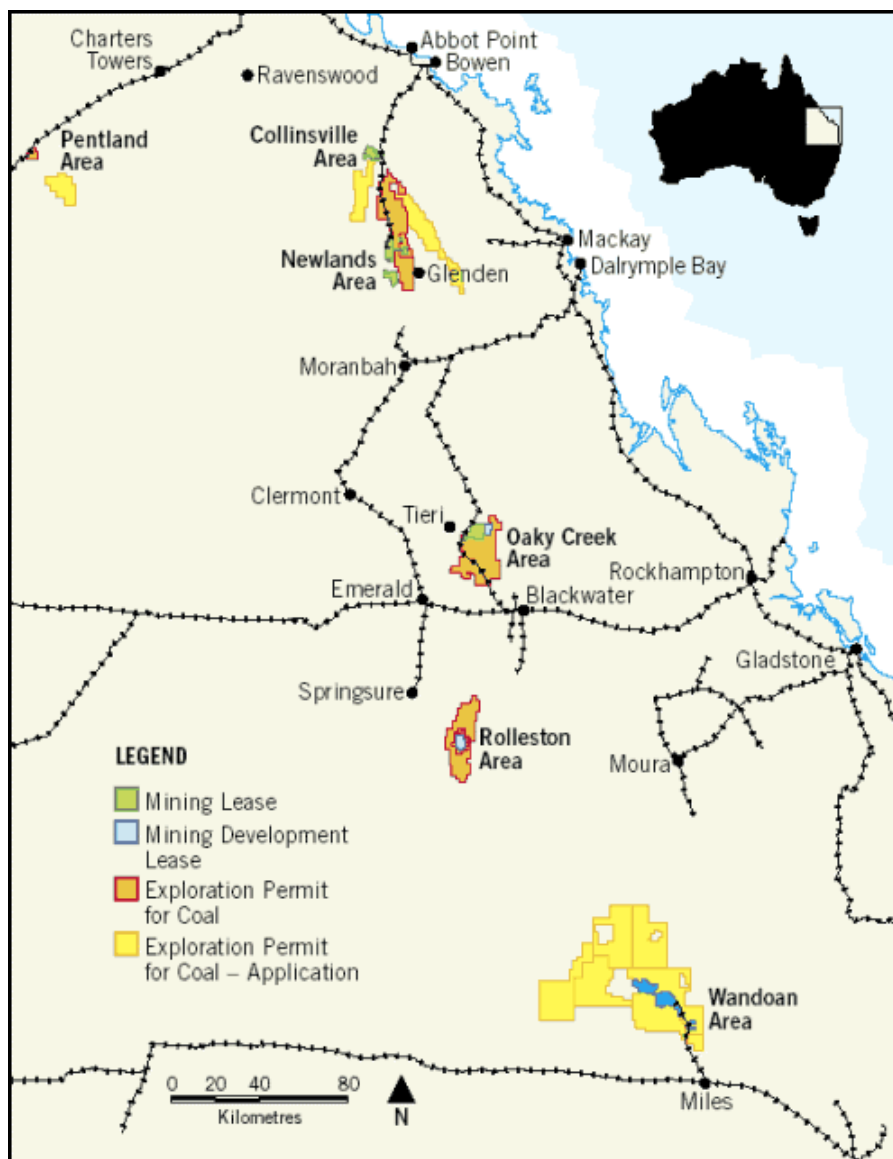 Charters
Towers
Abbot Point
Bowen
Ravenswood
Pentland
Area
Collinsville
Area
Mackay
Dalrymple Bay
Newlands
Area
Glenden
Moranbah
Clermont
Tieri
Oaky Creek
Area
Rockhampton
Emerald
Blackwater
Gladstone
Springsure
Rolleston
Area
Moura
LEGEND
Mining Lease
Mining Development
Lease
Exploration Permit
for Coal
Exploration Permit
for Coal – Application
Wandoan
Area
0 20 40 80
Kilometres
N
Miles